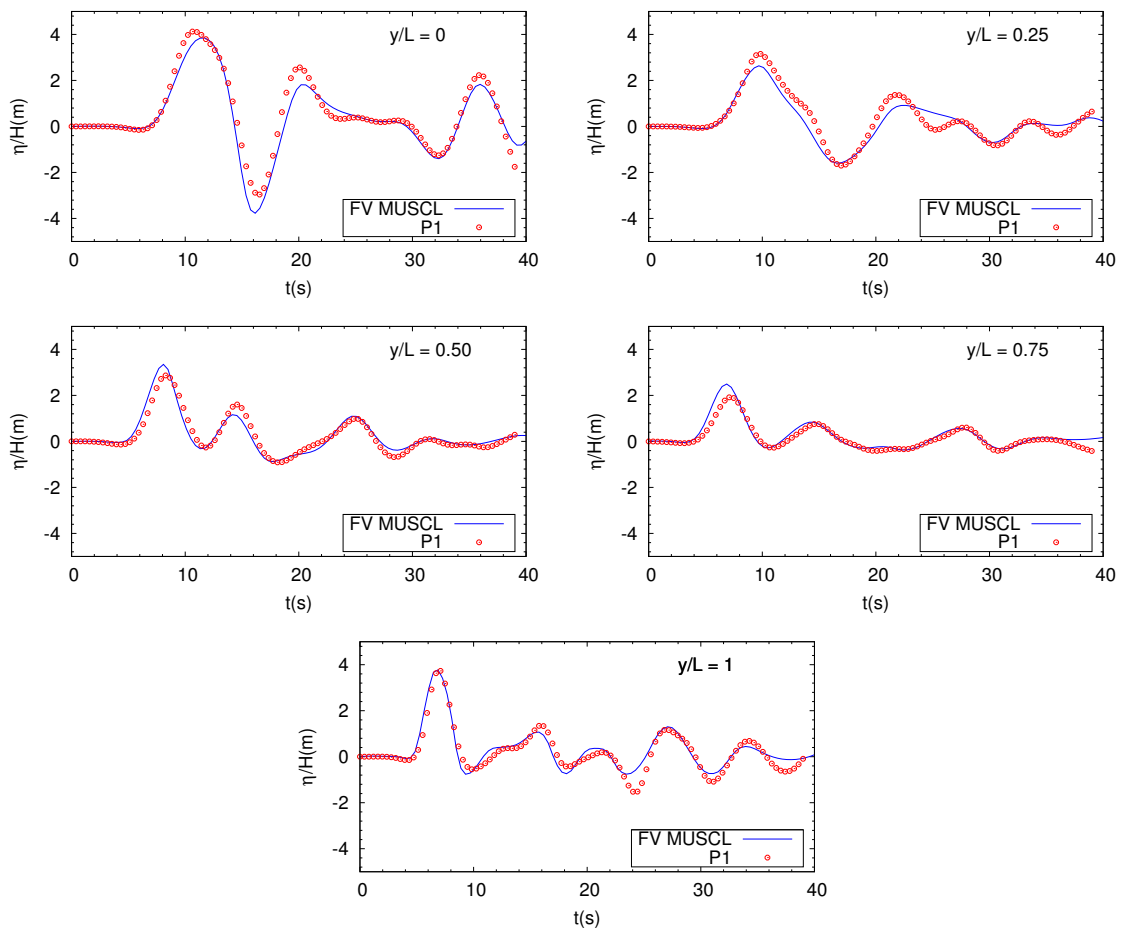 y/L = 0
4
2
0
-2
-4
η/H(m)
FV MUSCL
P1
0 10 20 30 40
t(s)
y/L = 0.25
4
2
0
-2
-4
η/H(m)
FV MUSCL
P1
0 10 20 30 40
t(s)
y/L = 0.50
4
2
0
-2
-4
η/H(m)
FV MUSCL
P1
0 10 20 30 40
t(s)
y/L = 0.75
4
2
0
-2
-4
η/H(m)
FV MUSCL
P1
0 10 20 30 40
t(s)
y/L = 1
4
2
0
-2
-4
η/H(m)
FV MUSCL
P1
0 10 20 30 40
t(s)